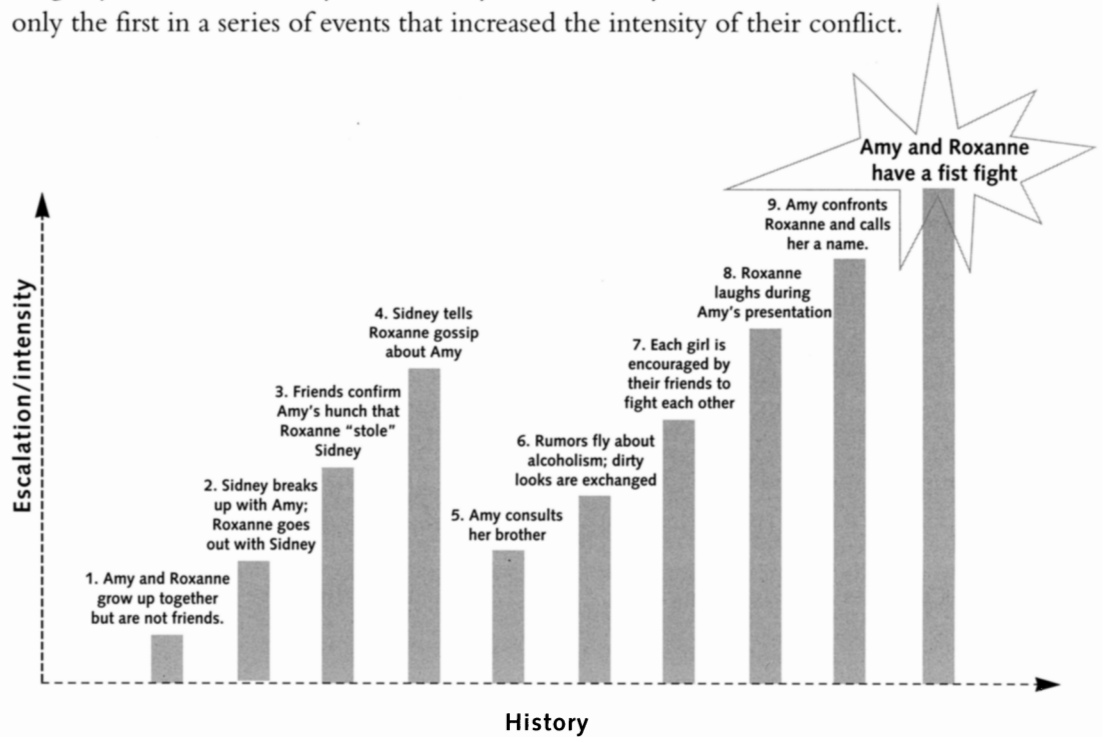 only the first in a series of events that increased the intensity of their conflict.
Amy and Roxanne
have a fist fight
9. Amy confronts
Roxanne and calls
her a name.
8. Roxanne
laughs during
Amy's presentation
7. Each girl is
encouraged by
their friends to
fight each other
6. Rumors fly about
alcoholism; dirty
looks are exchanged
5. Amy consults
her brother
4. Sidney tells
Roxanne gossip
about Amy
3. Friends confirm
Amy's hunch that
Roxanne "stole"
Sidney
2. Sidney breaks
up with Amy;
Roxanne goes
out with Sidney
1. Amy and Roxanne
grow up together
but are not friends.
Escalation/intensity
History